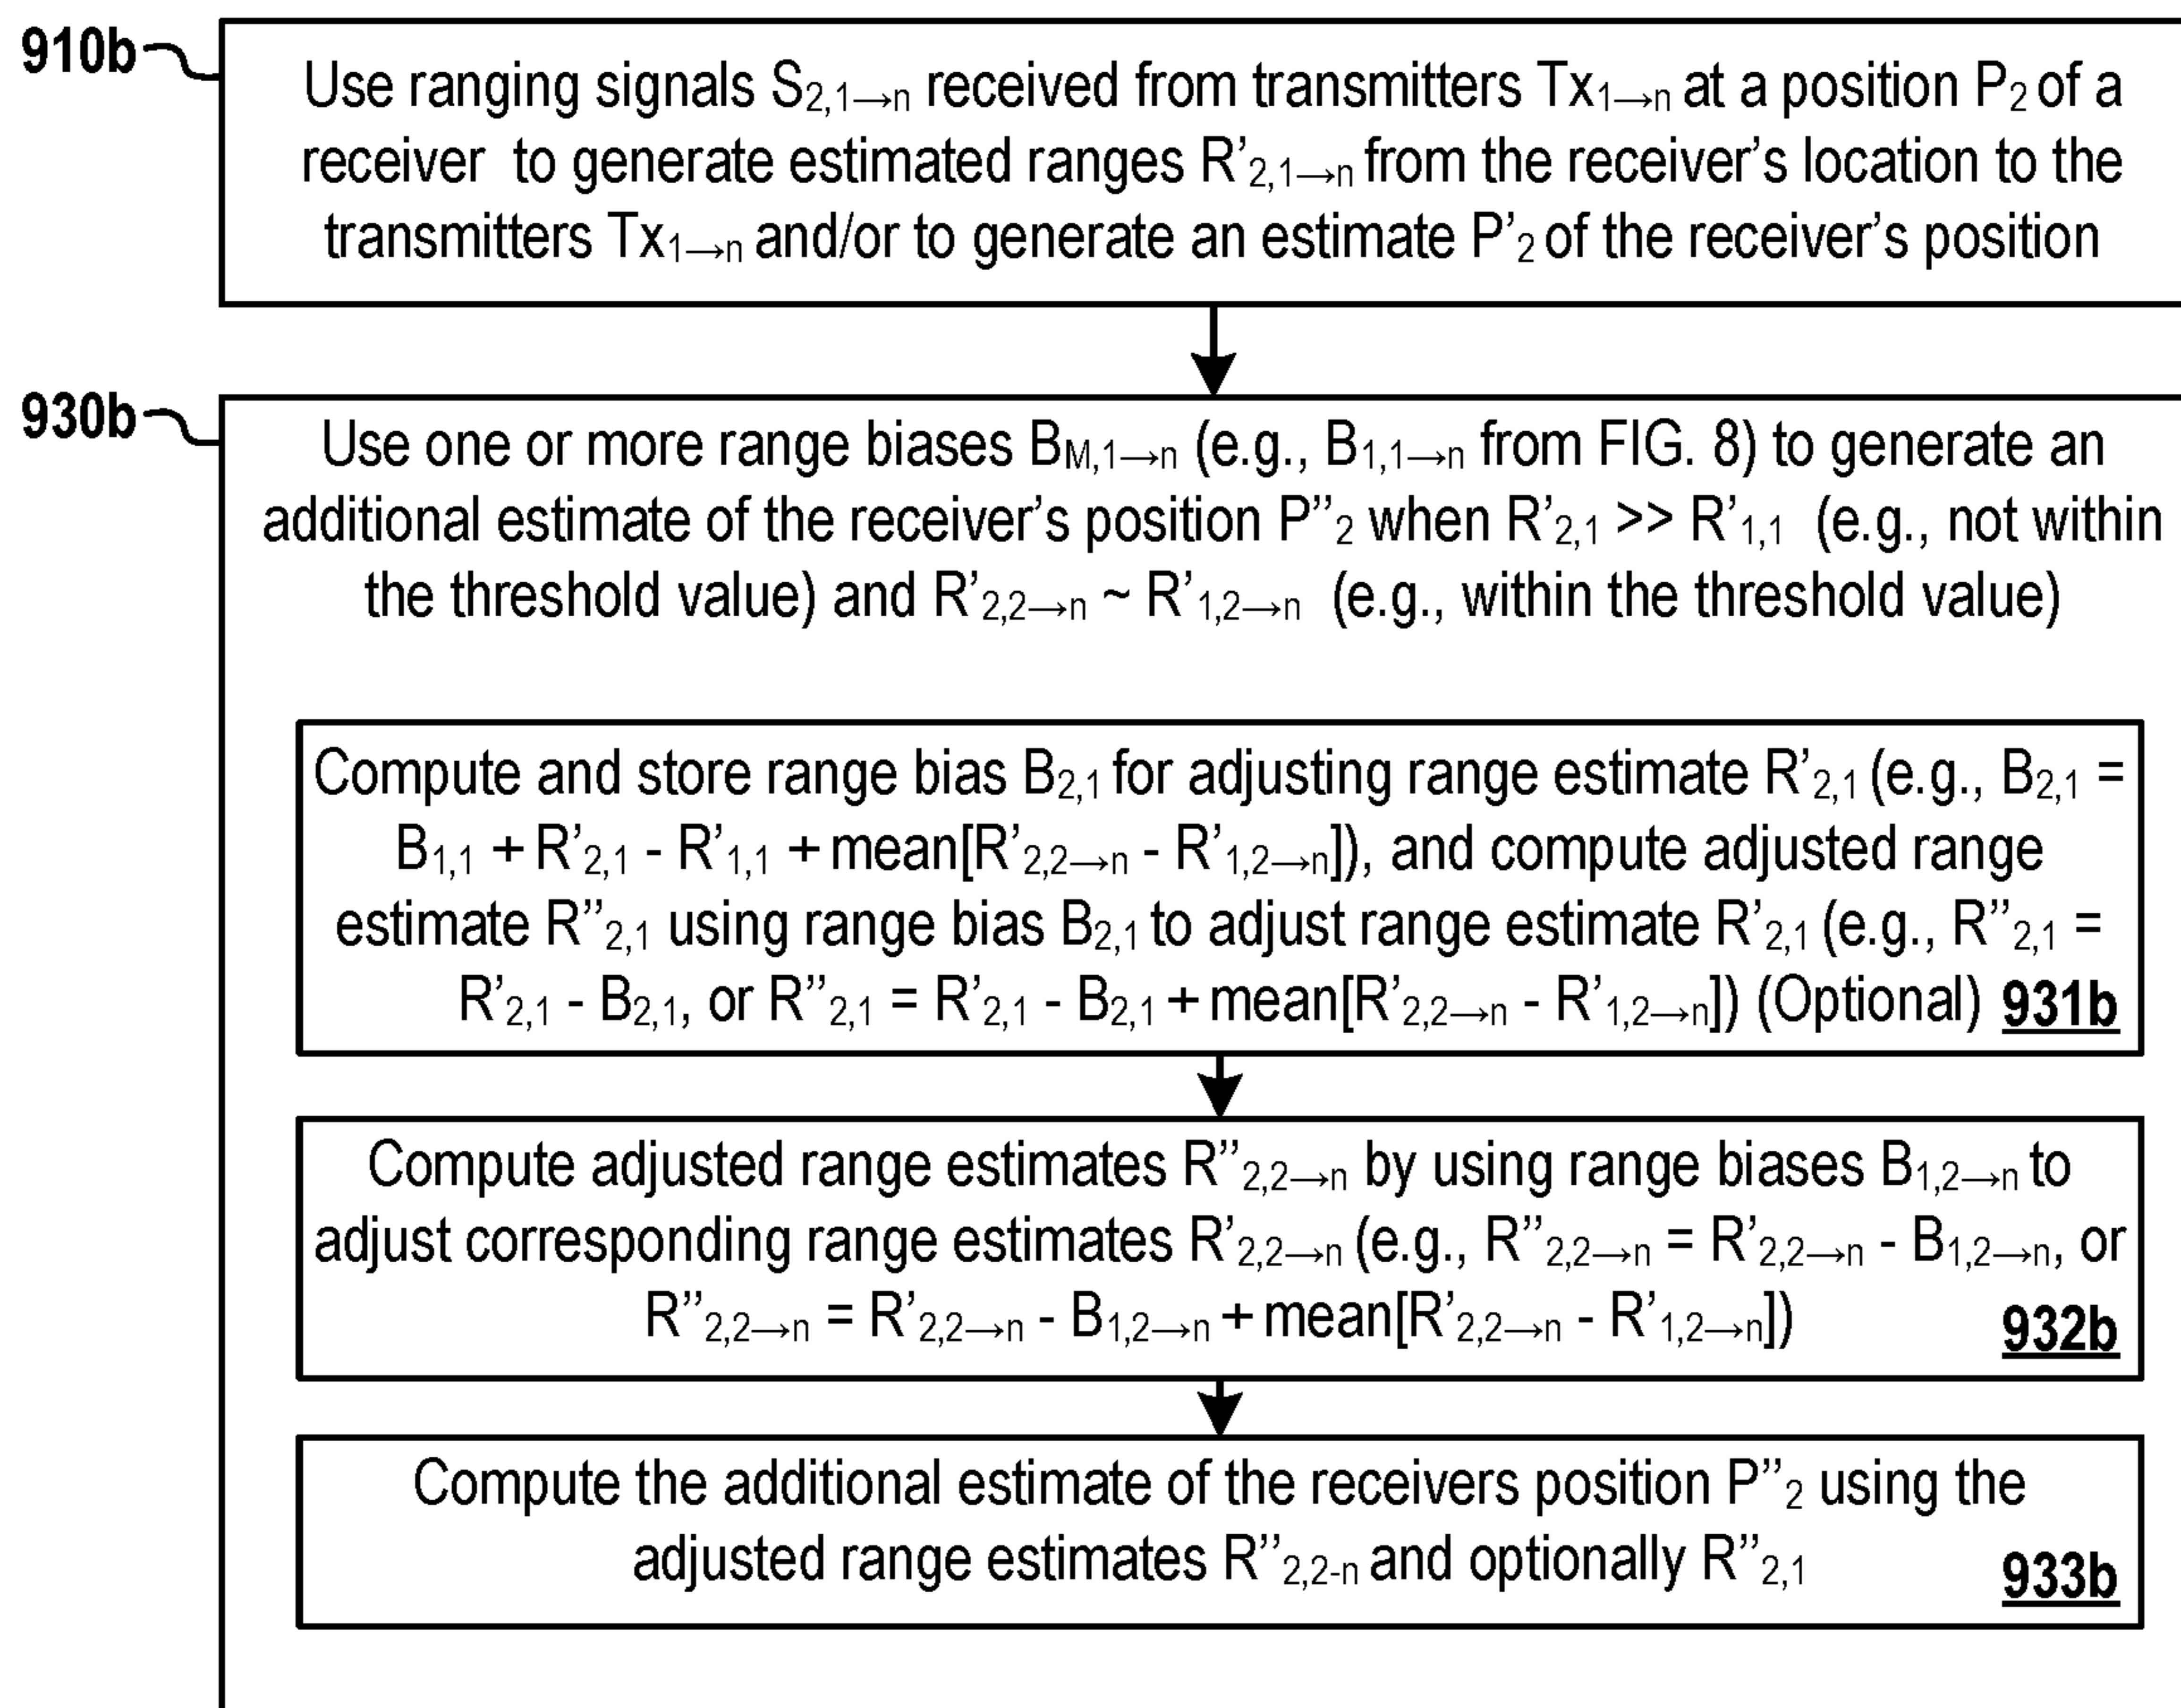 910b
Use ranging signals S₂,₁→ₙ received from transmitters Tx₁→ₙ at a position P₂ of a
receiver to generate estimated ranges R’₂,₁→ₙ from the receiver’s location to the
transmitters Tx₁→ₙ and/or to generate an estimate P’₂ of the receiver’s position
930b
Use one or more range biases B_M,₁→ₙ (e.g., B₁,₁→ₙ from FIG. 8) to generate an
additional estimate of the receiver’s position P”₂ when R’₂,₁ >> R’₁,₁ (e.g., not within
the threshold value) and R’₂,₂→ₙ ~ R’₁,₂→ₙ (e.g., within the threshold value)
Compute and store range bias B₂,₁ for adjusting range estimate R’₂,₁ (e.g., B₂,₁ =
B₁,₁ + R’₂,₁ - R’₁,₁ + mean[R’₂,₂→ₙ - R’₁,₂→ₙ]), and compute adjusted range
estimate R”₂,₁ using range bias B₂,₁ to adjust range estimate R’₂,₁ (e.g., R”₂,₁ =
R’₂,₁ - B₂,₁, or R”₂,₁ = R’₂,₁ - B₂,₁ + mean[R’₂,₂→ₙ - R’₁,₂→ₙ]) (Optional) 931b
Compute adjusted range estimates R”₂,₂→ₙ by using range biases B₁,₂→ₙ to
adjust corresponding range estimates R’₂,₂→ₙ (e.g., R”₂,₂→ₙ = R’₂,₂→ₙ - B₁,₂→ₙ, or
R”₂,₂→ₙ = R’₂,₂→ₙ - B₁,₂→ₙ + mean[R’₂,₂→ₙ - R’₁,₂→ₙ]) 932b
Compute the additional estimate of the receivers position P”₂ using the
adjusted range estimates R”₂,₂-ₙ and optionally R”₂,₁ 933b